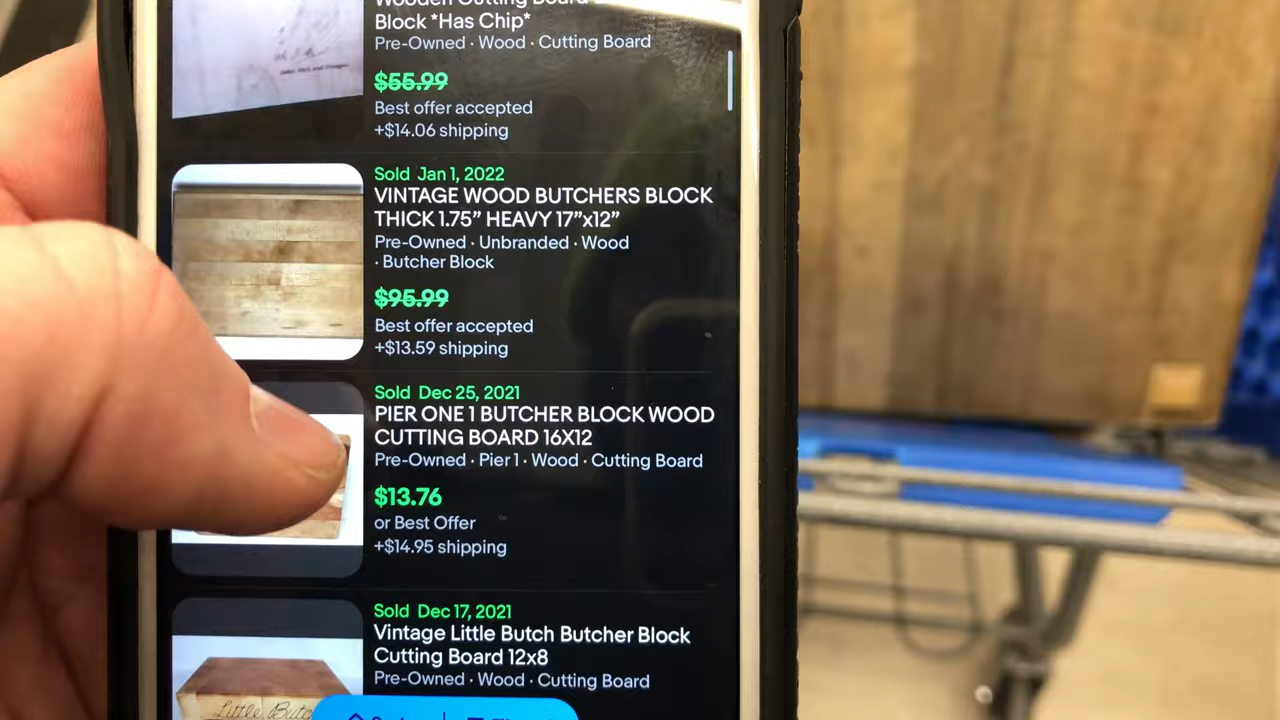 Wooden Cutting Board
Block *Has Chip*
Pre-Owned · Wood · Cutting Board
$55.99
Best offer accepted
+$14.06 shipping
Sold Jan 1, 2022
VINTAGE WOOD BUTCHERS BLOCK
THICK 1.75” HEAVY 17”x12”
Pre-Owned · Unbranded · Wood
· Butcher Block
$95.99
Best offer accepted
+$13.59 shipping
Sold Dec 25, 2021
PIER ONE 1 BUTCHER BLOCK WOOD
CUTTING BOARD 16X12
Pre-Owned · Pier 1 · Wood · Cutting Board
$13.76
or Best Offer
+$14.95 shipping
Sold Dec 17, 2021
Vintage Little Butch Butcher Block
Cutting Board 12x8
Pre-Owned · Wood · Cutting Board
Little